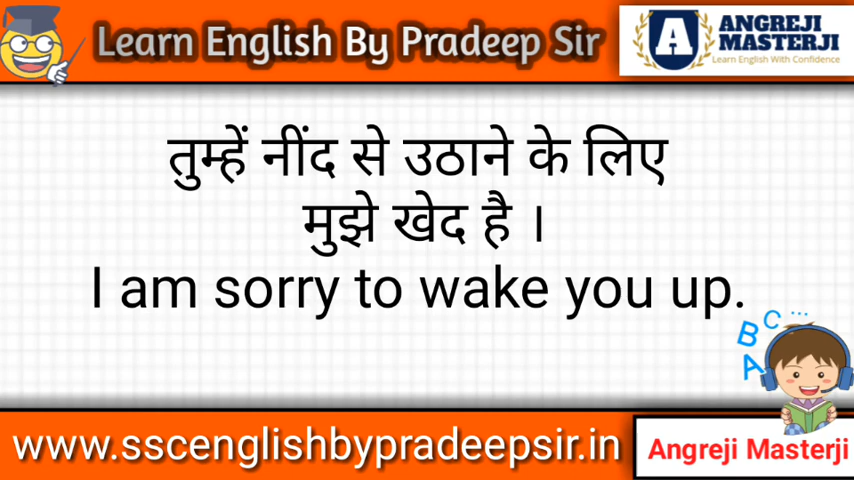 Learn English By Pradeep Sir
A
ANGREJI
MASTERJI
Learn English With Confidence
तुम्हें नींद से उठाने के लिए
मुझे खेद है ।
I am sorry to wake you up.
A B C ...
www.sscenglishbypradeepsir.in
Angreji Masterji